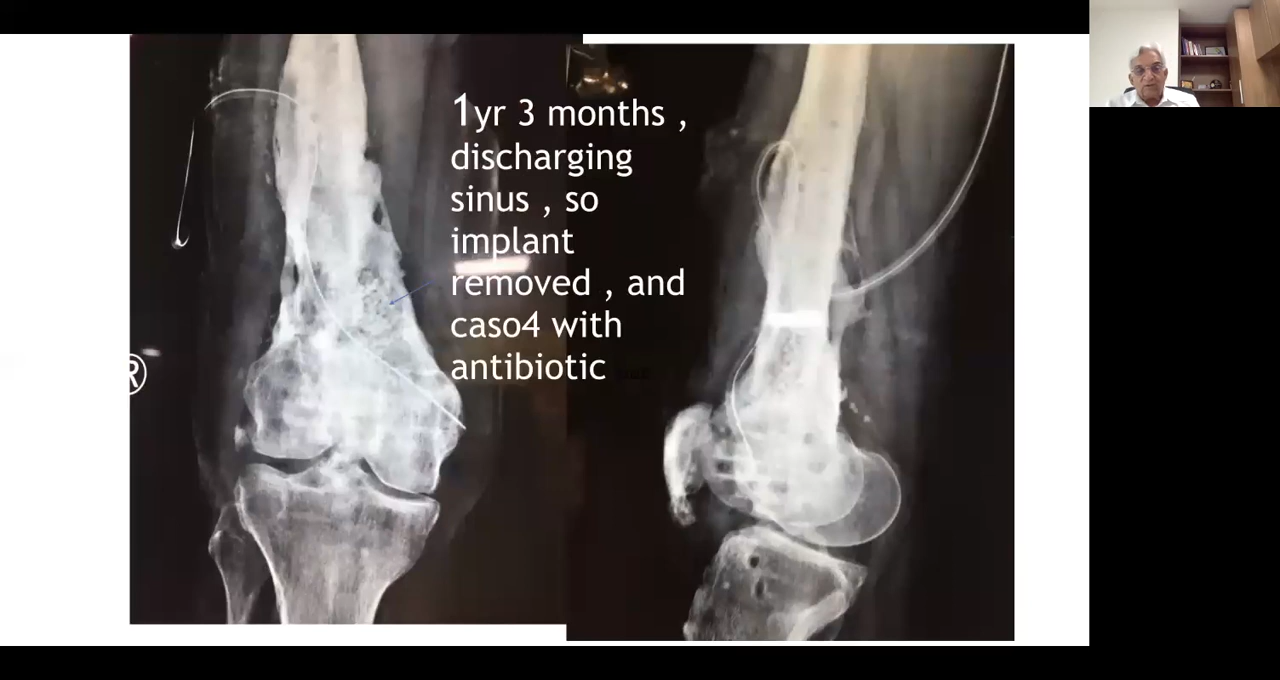 1yr 3 months ,
discharging
sinus , so
implant
removed , and
caso4 with
antibiotic
R